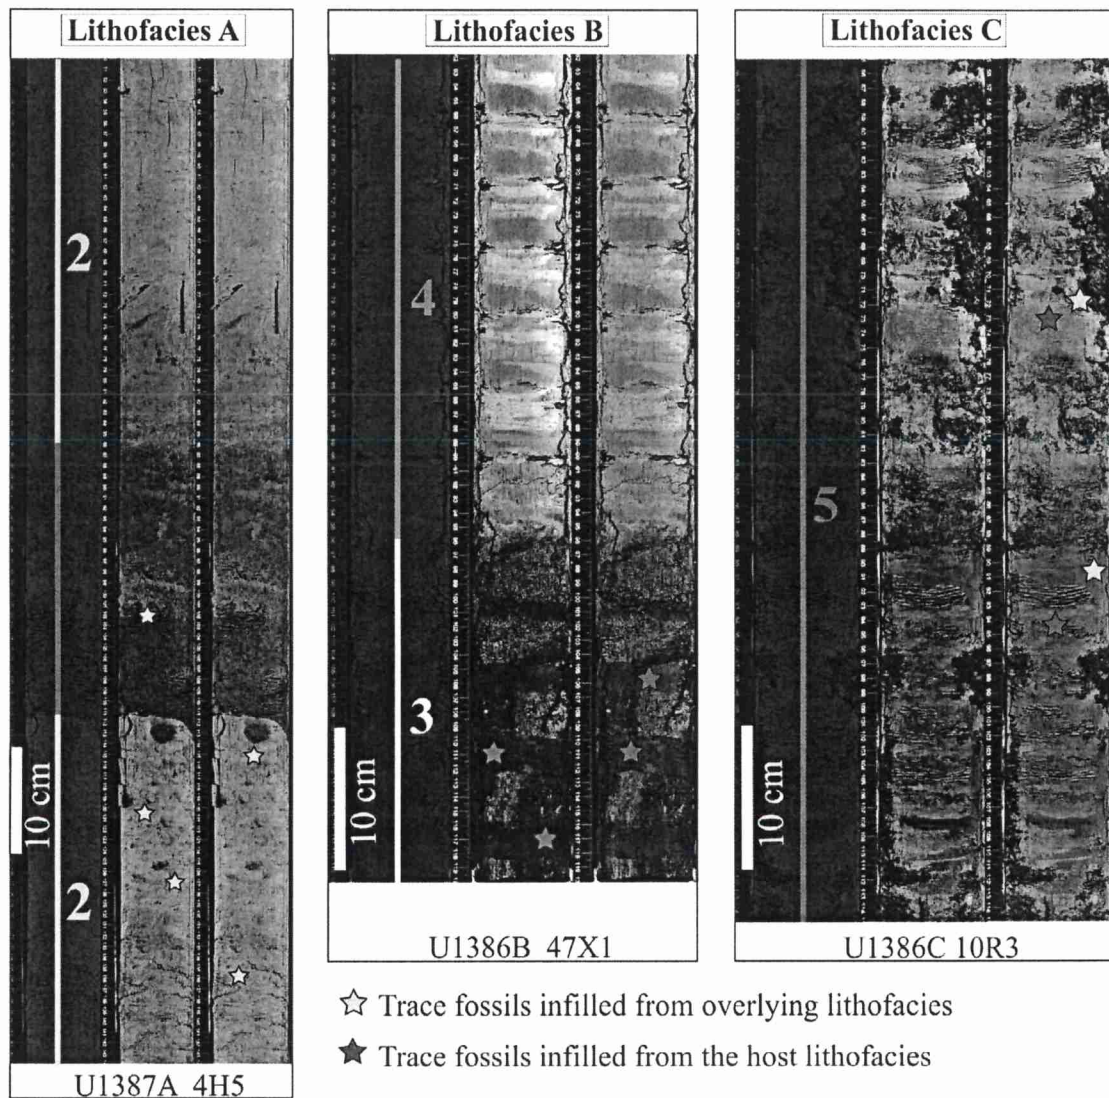 Lithofacies A
Lithofacies B
Lithofacies C
2
2
10 cm
U1387A 4H5
4
3
10 cm
U1386B 47X1
5
10 cm
U1386C 10R3
Trace fossils infilled from overlying lithofacies
Trace fossils infilled from the host lithofacies